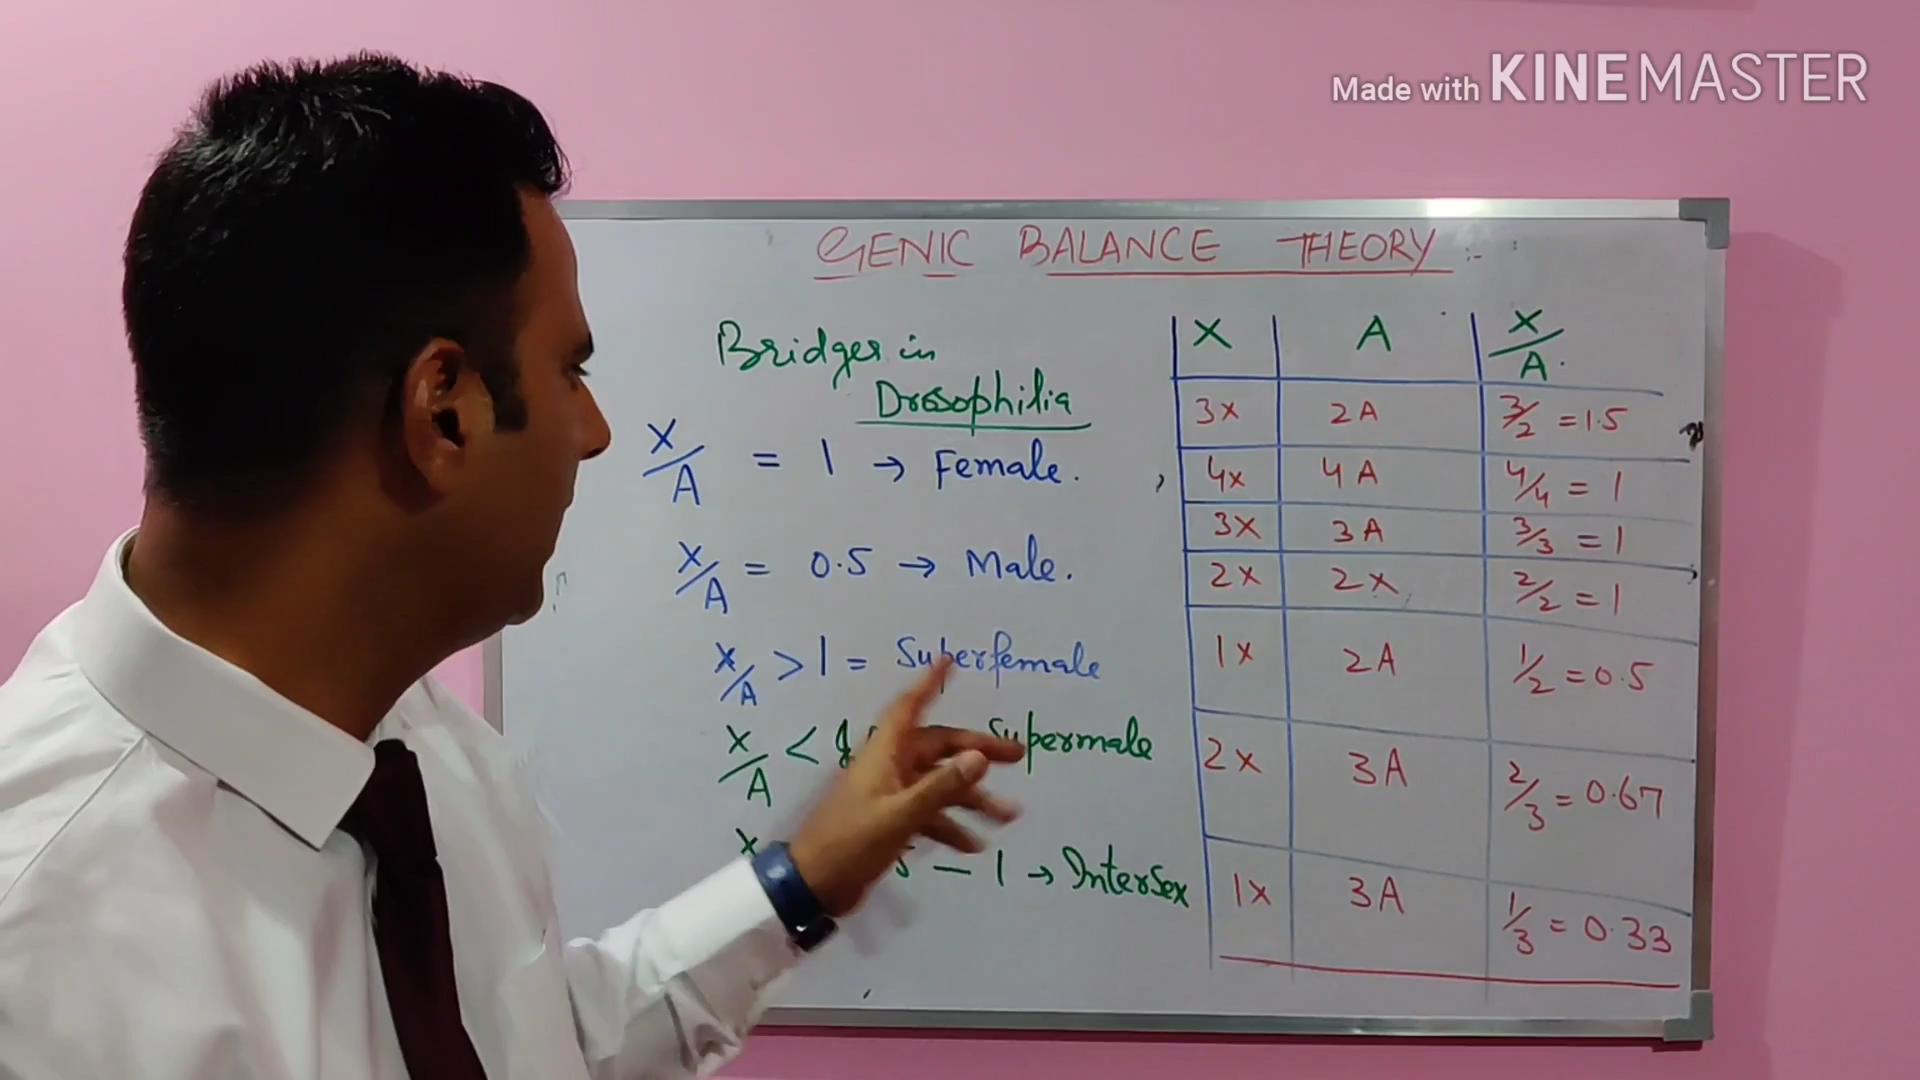 Made with KINEMASTER
GENIC BALANCE THEORY :-
Bridges in
Drosophilia
X/A = 1 → Female.
X/A = 0.5 → Male.
X/A > 1 = Superfemale
X/A < Supermale
X 5 — 1 → InterSex
X A X/A.
3X 2A 3/2 = 1.5
4X 4A 4/4 = 1
3X 3A 3/3 = 1
2X 2X 2/2 = 1
1X 2A 1/2 = 0.5
2X 3A 2/3 = 0.67
1X 3A 1/3 = 0.33